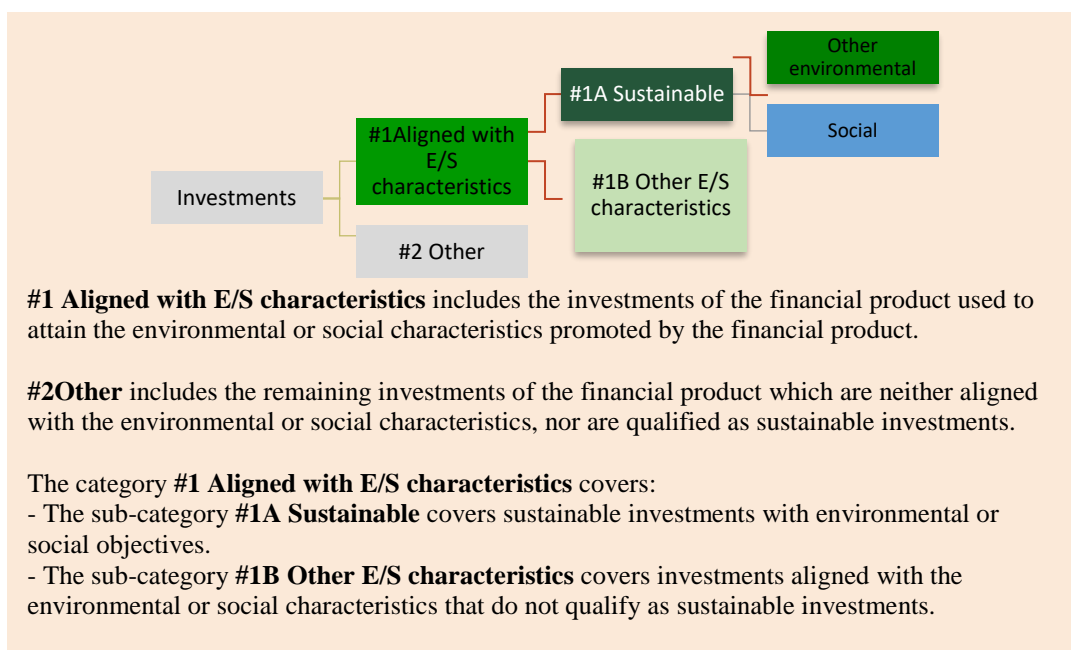 Other
environmental
#1A Sustainable
Social
#1Aligned with
E/S
characteristics
#1B Other E/S
characteristics
Investments
#2 Other
#1 Aligned with E/S characteristics includes the investments of the financial product used to
attain the environmental or social characteristics promoted by the financial product.
#2Other includes the remaining investments of the financial product which are neither aligned
with the environmental or social characteristics, nor are qualified as sustainable investments.
The category #1 Aligned with E/S characteristics covers:
- The sub-category #1A Sustainable covers sustainable investments with environmental or
social objectives.
- The sub-category #1B Other E/S characteristics covers investments aligned with the
environmental or social characteristics that do not qualify as sustainable investments.